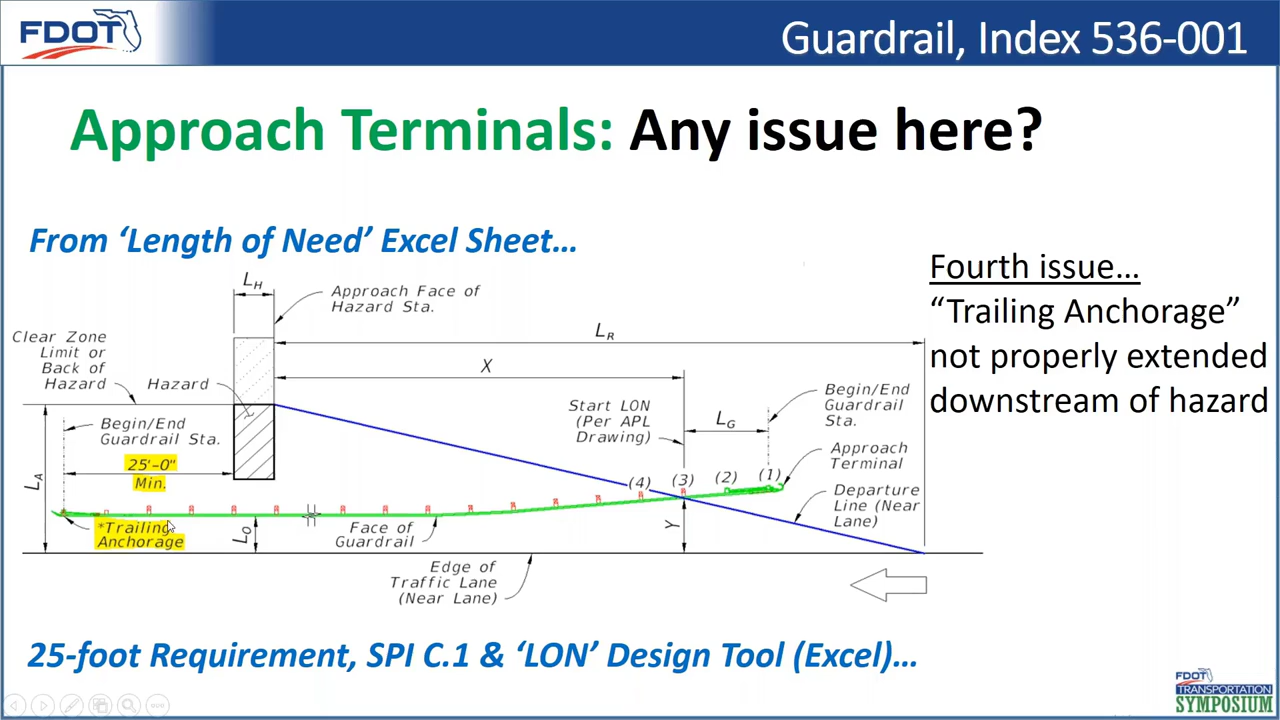 FDOT
Guardrail, Index 536-001
Approach Terminals: Any issue here?
From ‘Length of Need’ Excel Sheet…
Fourth issue…
“Trailing Anchorage”
not properly extended
downstream of hazard
LH
Approach Face of
Hazard Sta.
LR
Clear Zone
Limit or
Back of
Hazard
Hazard
X
Begin/End
Guardrail Sta.
25'-0"
Min.
LA
Start LON
(Per APL
Drawing)
LG
Begin/End
Guardrail
Sta.
Approach
Terminal
(4)
(3)
(2)
(1)
Departure
Line (Near
Lane)
*Trailing
Anchorage
LO
Face of
Guardrail
Y
Edge of
Traffic Lane
(Near Lane)
25-foot Requirement, SPI C.1 & ‘LON’ Design Tool (Excel)…
FDOT
TRANSPORTATION
SYMPOSIUM